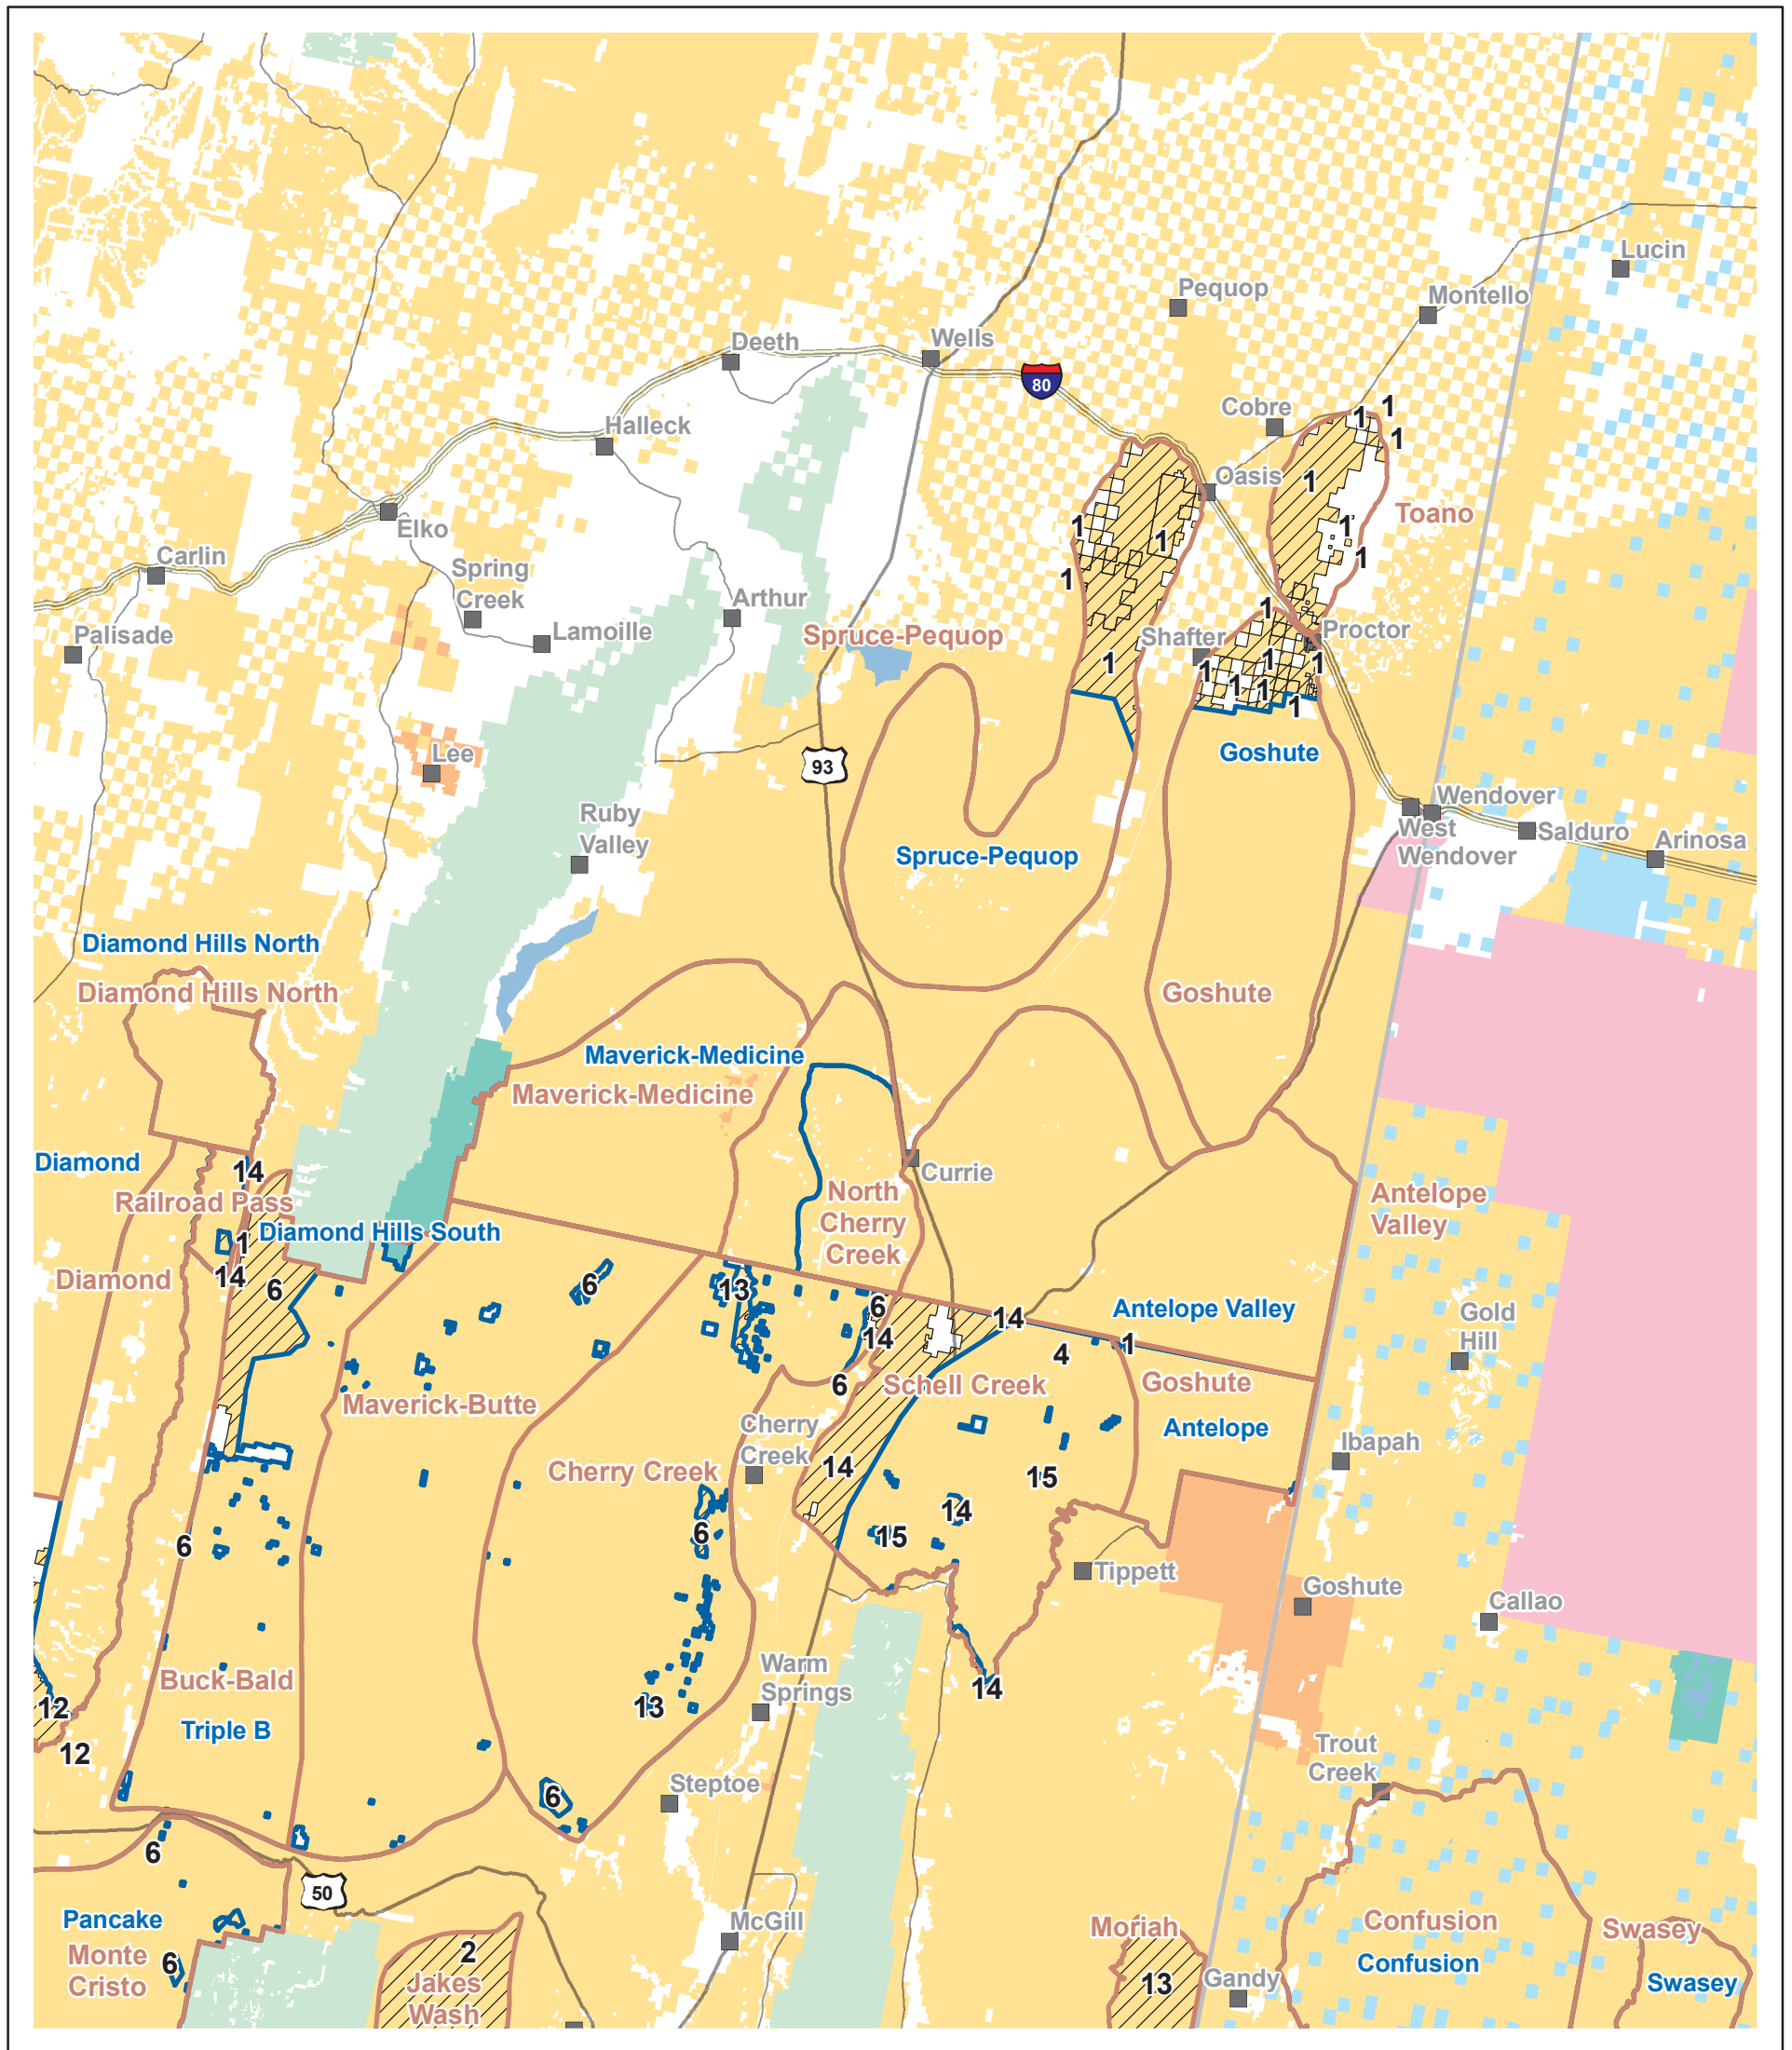 Lucin
Pequop
Montello
Deeth
Wells
80
Cobre
1
1
1
Halleck
Oasis
1
Toano
Elko
1
1
1
1
Carlin
Spring
Creek
1
Arthur
1
Palisade
Lamoille
Spruce-Pequop
Shafter
Proctor
1
1
1
1
1
1
1
Lee
93
Goshute
Ruby
Valley
Wendover
West
Wendover
Salduro
Arinosa
Spruce-Pequop
Diamond Hills North
Diamond Hills North
Goshute
Maverick-Medicine
Maverick-Medicine
Diamond
14
Currie
Railroad Pass
North
Cherry
Creek
Antelope
Valley
Diamond Hills South
1
Diamond
14
6
6
13
6
14
14
Antelope Valley
Gold
Hill
1
4
6
Schell Creek
Goshute
Maverick-Butte
Cherry
Creek
Antelope
Ibapah
Cherry Creek
14
15
14
6
6
15
Tippett
Goshute
Callao
Buck-Bald
Warm
Springs
14
12
13
Triple B
12
Trout
Creek
Steptoe
6
6
50
Pancake
McGill
Moriah
Confusion
Swasey
Monte
Cristo
6
2
Confusion
Jakes
Wash
13
Gandy
Swasey